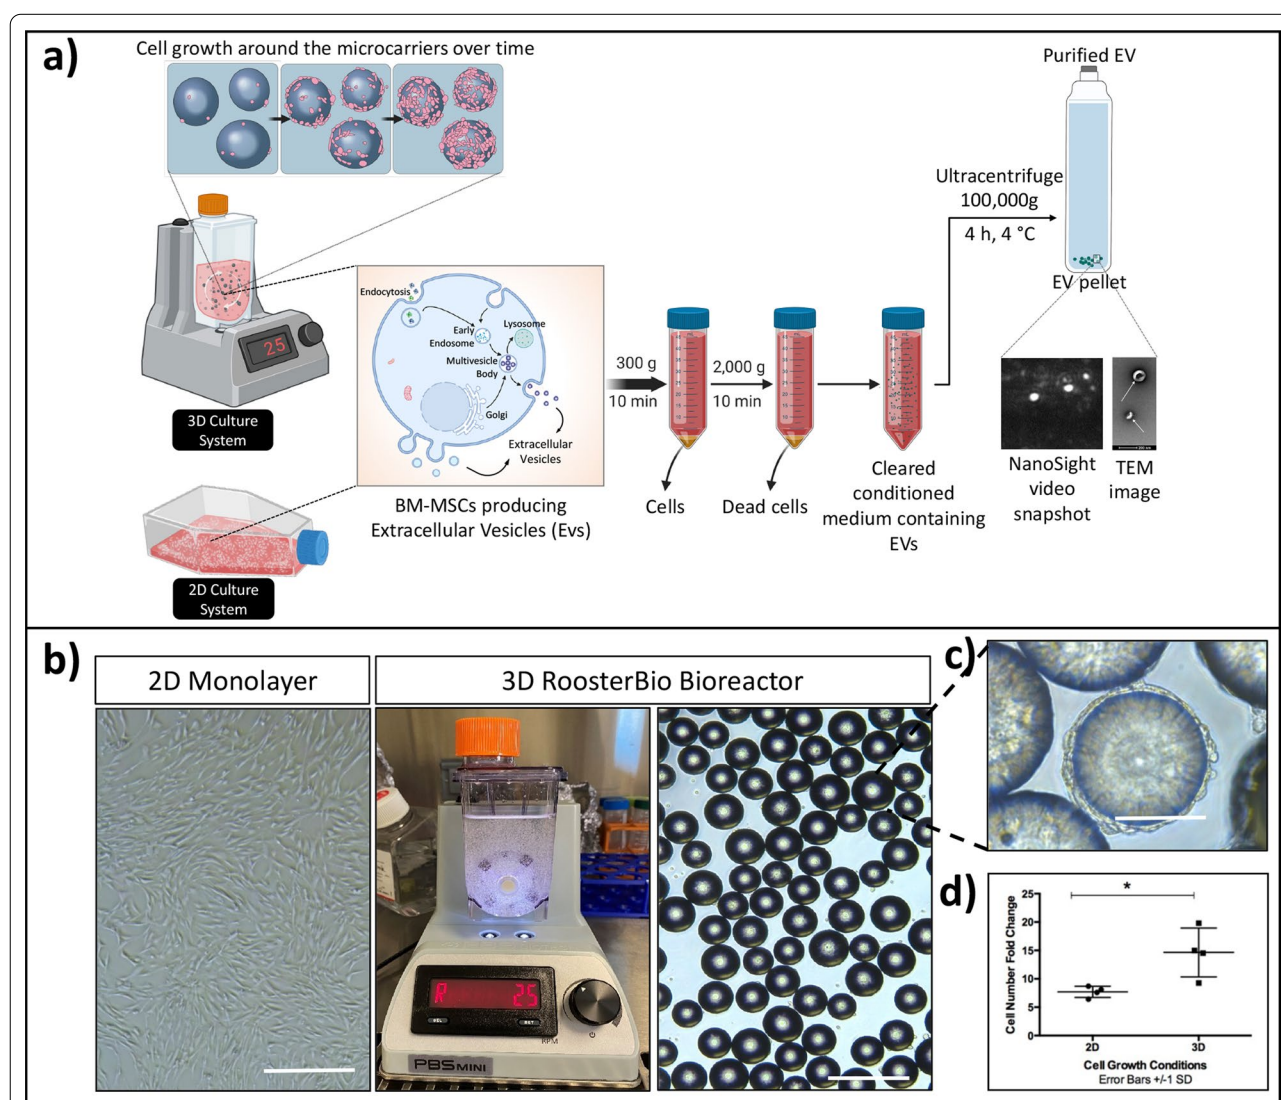 a)
Cell growth around the microcarriers over time
25
3D Culture
System
2D Culture
System
Endocytosis
Early
Endosome
Lysosome
Multivesicle
Body
Golgi
Extracellular
Vesicles
BM-MSCs producing
Extracellular Vesicles (Evs)
300 g
10 min
2,000 g
10 min
Cells
Dead cells
Cleared
conditioned
medium containing
EVs
Ultracentrifuge
100,000g
4 h, 4 °C
Purified EV
EV pellet
NanoSight
video
snapshot
TEM
image
b)
2D Monolayer
3D RoosterBio Bioreactor
R 25
RPM
PBS MINI
c)
d)
*
Cell Number Fold Change
25
20
15
10
5
0
2D
3D
Cell Growth Conditions
Error Bars +/-1 SD